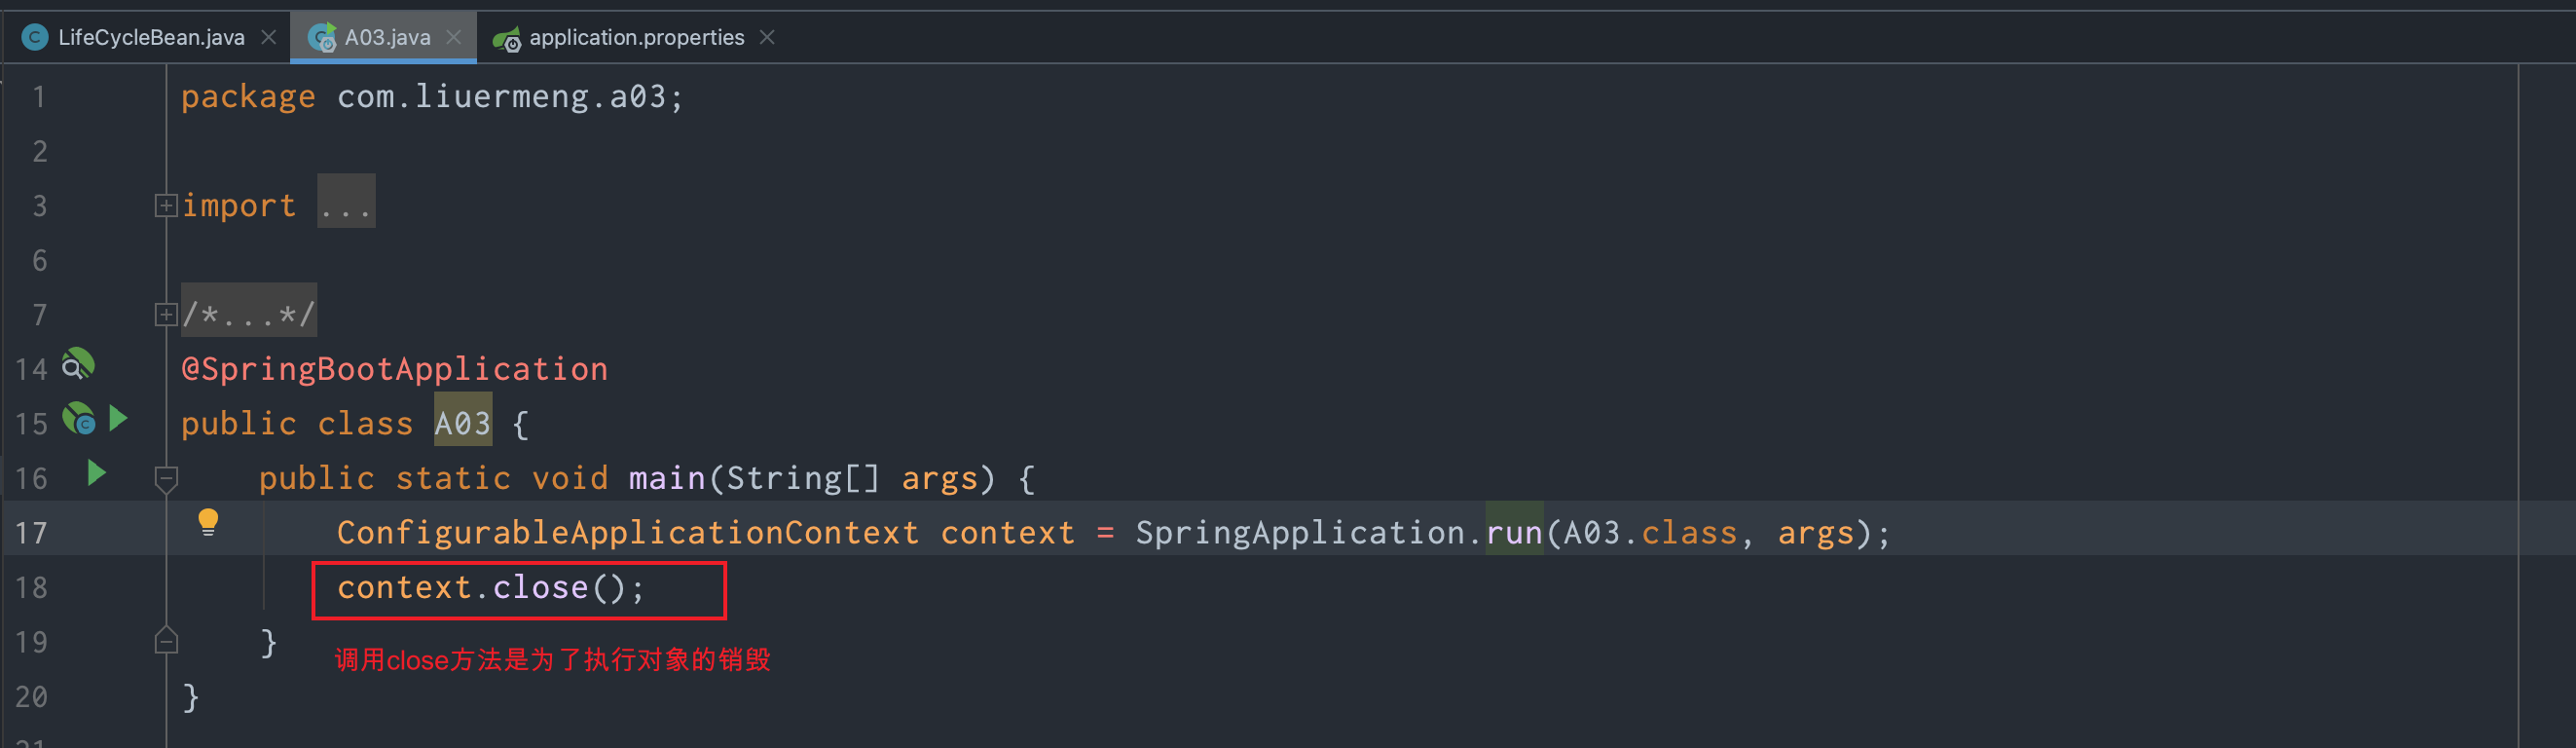 LifeCycleBean.java A03.java application.properties
1 package com.liuermeng.a03;
2
3 import ...
6
7 /*...*/
14 @SpringBootApplication
15 public class A03 {
16 public static void main(String[] args) {
17 ConfigurableApplicationContext context = SpringApplication.run(A03.class, args);
18 context.close();
19 }
调用close方法是为了执行对象的销毁
20 }
21